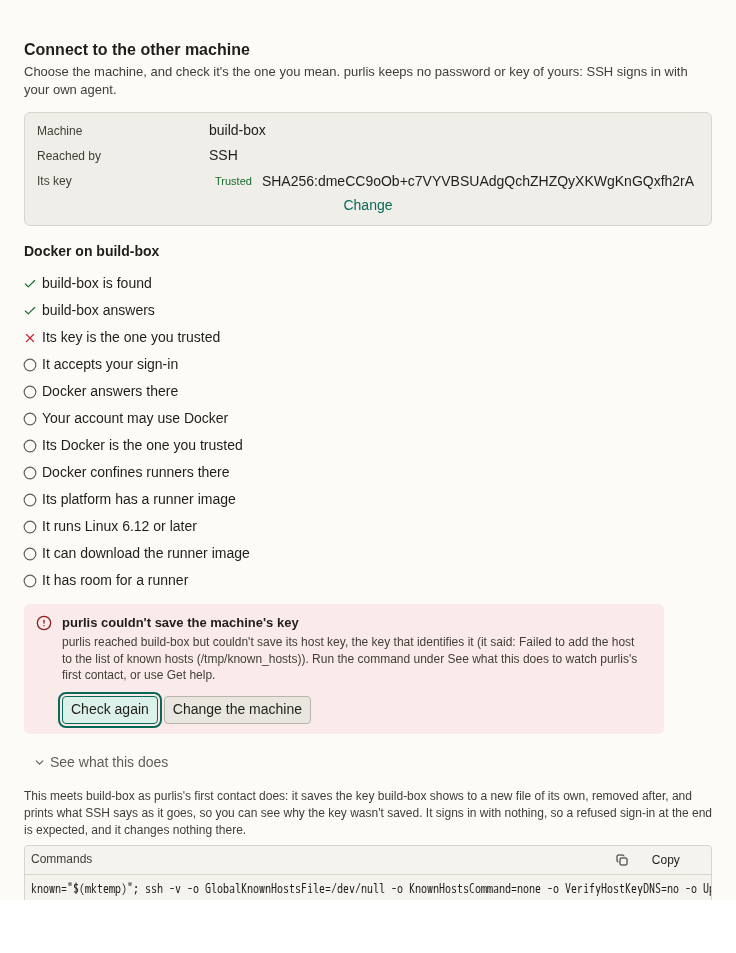 Connect to the other machine
Choose the machine, and check it's the one you mean. purlis keeps no password or key of yours: SSH signs in with
your own agent.
Machine build-box
Reached by SSH
Its key Trusted SHA256:dmeCC9oOb+c7VYVBSUAdgQchZHZQyXKWgKnGQxfh2rA
Change
Docker on build-box
build-box is found
build-box answers
Its key is the one you trusted
It accepts your sign-in
Docker answers there
Your account may use Docker
Its Docker is the one you trusted
Docker confines runners there
Its platform has a runner image
It runs Linux 6.12 or later
It can download the runner image
It has room for a runner
purlis couldn't save the machine's key
purlis reached build-box but couldn't save its host key, the key that identifies it (it said: Failed to add the host
to the list of known hosts (/tmp/known_hosts)). Run the command under See what this does to watch purlis's
first contact, or use Get help.
Check again Change the machine
See what this does
This meets build-box as purlis's first contact does: it saves the key build-box shows to a new file of its own, removed after, and
prints what SSH says as it goes, so you can see why the key wasn't saved. It signs in with nothing, so a refused sign-in at the end
is expected, and it changes nothing there.
Commands Copy
known="$(mktemp)"; ssh -v -o GlobalKnownHostsFile=/dev/null -o KnownHostsCommand=none -o VerifyHostKeyDNS=no -o